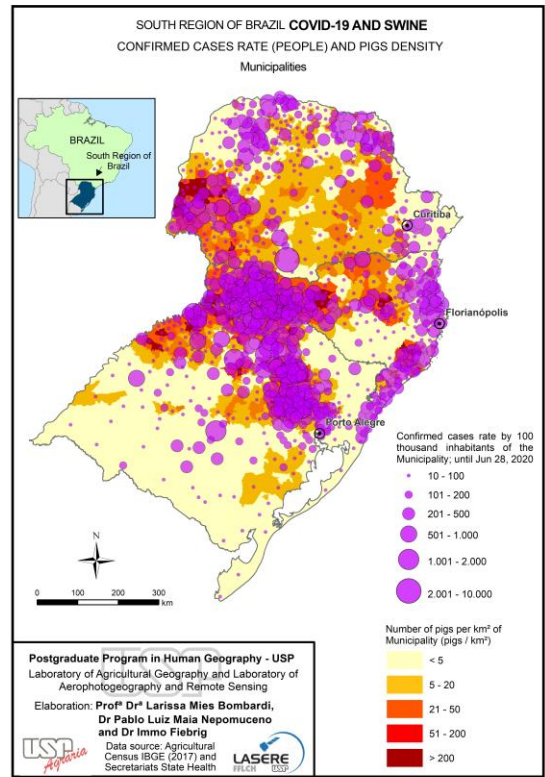 SOUTH REGION OF BRAZIL COVID-19 AND SWINE
CONFIRMED CASES RATE (PEOPLE) AND PIGS DENSITY
Municipalities
BRAZIL
South Region of
Brazil
Curitiba
Florianópolis
Porto Alegre
Confirmed cases rate by 100
thousand inhabitants of the
Municipality; until Jun 28, 2020
10 - 100
101 - 200
201 - 500
501 - 1.000
1.001 - 2.000
2.001 - 10.000
N
0 100 200 300
km
Number of pigs per km² of
Municipality (pigs / km²)
< 5
5 - 20
21 - 50
51 - 200
> 200
USP
Postgraduate Program in Human Geography - USP
Laboratory of Agricultural Geography and Laboratory of
Aerophotogeography and Remote Sensing
Elaboration: Profª Drª Larissa Mies Bombardi,
Dr Pablo Luiz Maia Nepomuceno
and Dr Immo Fiebrig
Data source: Agricultural
Census IBGE (2017) and
Secretariats State Health
USP
Agraria
LASERE
FFLCH USP